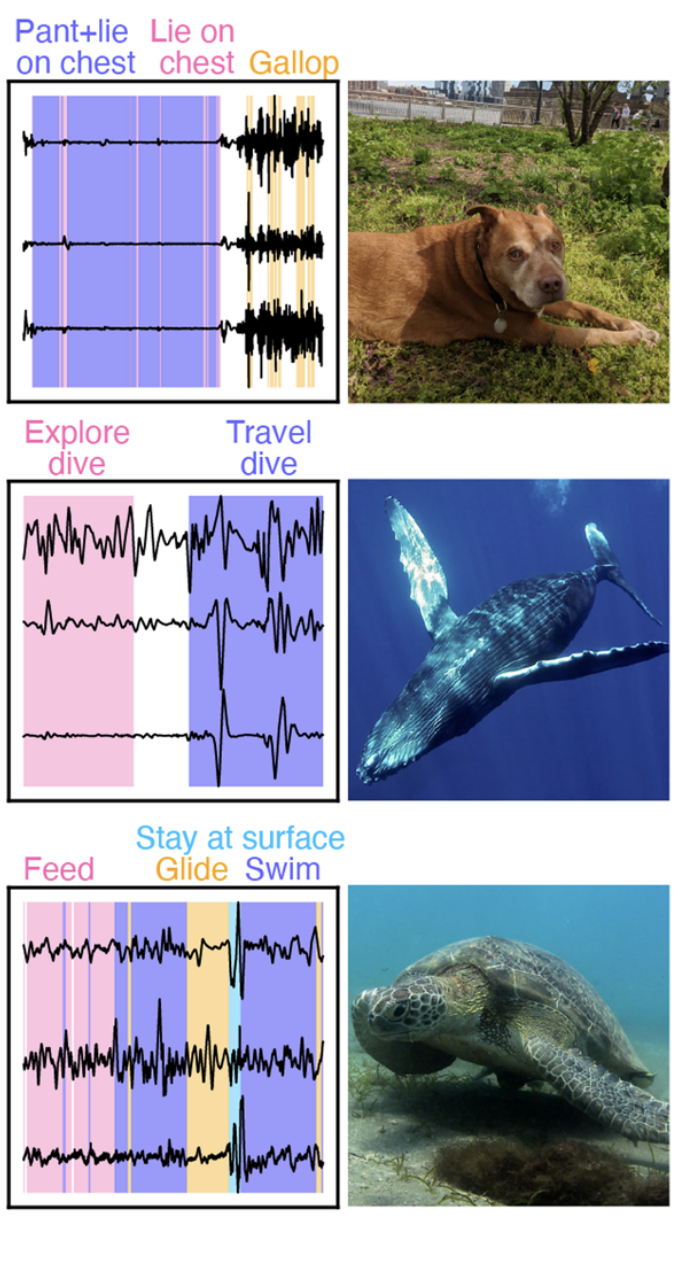 Pant+lie Lie on
on chest chest Gallop
Explore Travel
dive dive
Stay at surface
Feed Glide Swim